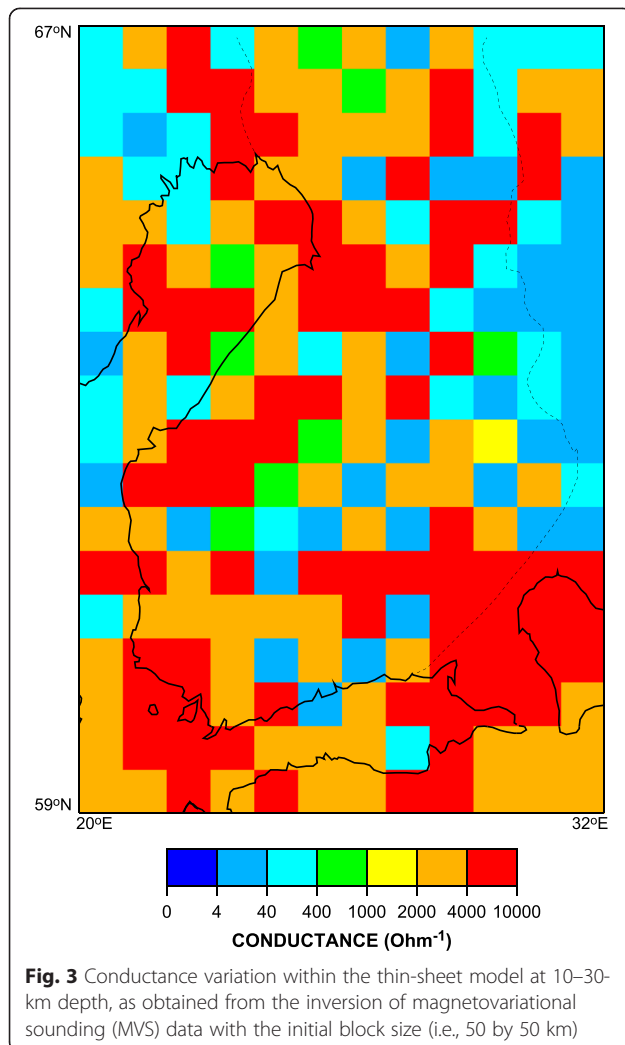 67ºN
59ºN
20ºE 32ºE
0 4 40 400 1000 2000 4000 10000
CONDUCTANCE (Ohm⁻¹)
Fig. 3 Conductance variation within the thin-sheet model at 10–30-
km depth, as obtained from the inversion of magnetovariational
sounding (MVS) data with the initial block size (i.e., 50 by 50 km)